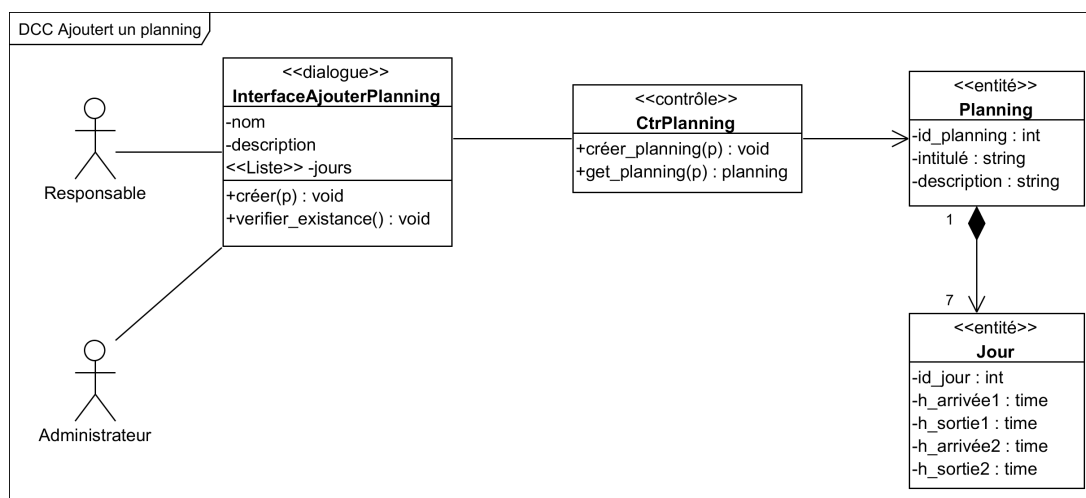 DCC Ajoutert un planning
<<dialogue>>
InterfaceAjouterPlanning
-nom
-description
<<Liste>> -jours
+créer(p) : void
+verifier_existance() : void
Responsable
Administrateur
<<contrôle>>
CtrPlanning
+créer_planning(p) : void
+get_planning(p) : planning
<<entité>>
Planning
-id_planning : int
-intitulé : string
-description : string
1
7
<<entité>>
Jour
-id_jour : int
-h_arrivée1 : time
-h_sortie1 : time
-h_arrivée2 : time
-h_sortie2 : time